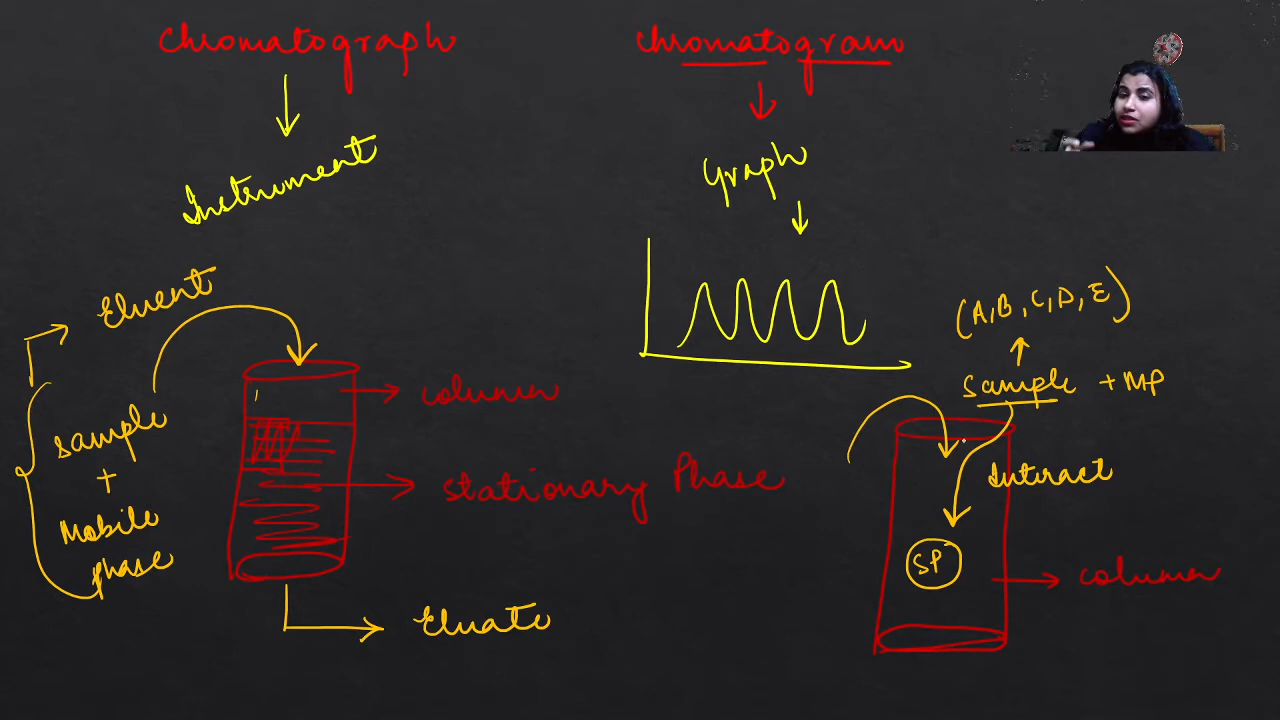 Chromatograph
Instrument
Eluent
Sample
+
Mobile
Phase
column
Stationary Phase
Eluate
Chromatogram
Graph
(A,B,C,D,E)
Sample + MP
Interact
SP
column